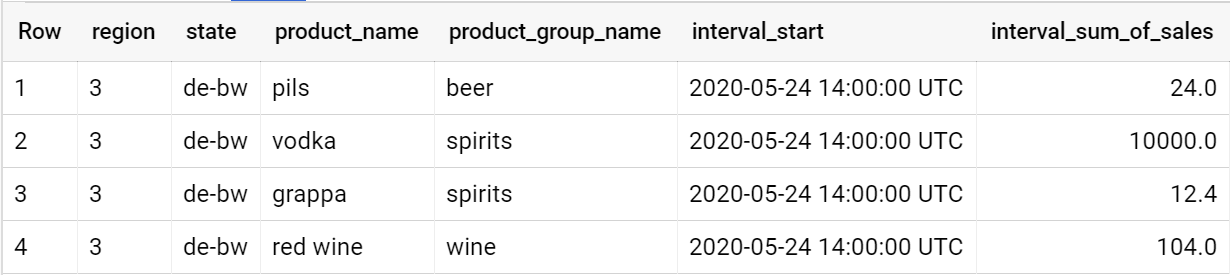 Row region state product_name product_group_name interval_start interval_sum_of_sales
1 3 de-bw pils beer 2020-05-24 14:00:00 UTC 24.0
2 3 de-bw vodka spirits 2020-05-24 14:00:00 UTC 10000.0
3 3 de-bw grappa spirits 2020-05-24 14:00:00 UTC 12.4
4 3 de-bw red wine wine 2020-05-24 14:00:00 UTC 104.0